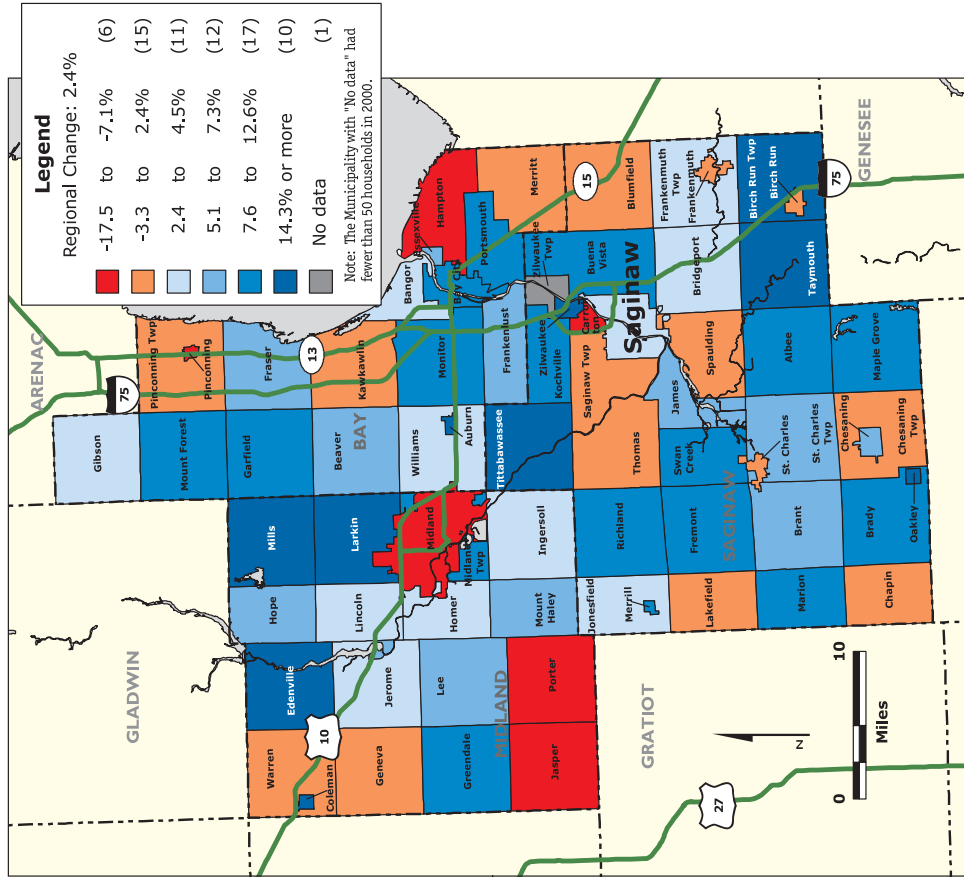 Legend
Regional Change: 2.4%
-17.5 to -7.1% (6)
-3.3 to 2.4% (15)
2.4 to 4.5% (11)
5.1 to 7.3% (12)
7.6 to 12.6% (17)
14.3% or more (10)
No data (1)
Note: The Municipality with "No data" had
fewer than 50 households in 2000.
ARENAC
75
Gibson
Pinconning Twp
Pinconning
Mount Forest
Fraser
Garfield
13
Kawkawlin
Beaver
BAY
Bangor
Essexville
Hampton
Monitor
Bay City
Williams
Auburn
Portsmouth
Merritt
Frankenlust
GLADWIN
Mills
Hope
Larkin
Lincoln
Edenville
Warren
Coleman
10
Jerome
Geneva
Midland
Homer
Midland
Twp
Lee
Greendale
MIDLAND
Ingersoll
Mount
Haley
Porter
Jasper
Tittabawassee
Zilwaukee
Kochville
Zilwaukee
Twp
Buena
Vista
15
Blumfield
Carroll
ton
Saginaw
Saginaw Twp
Thomas
Richland
Jonesfield
Merrill
Frankenmuth
Twp
Frankenmuth
Bridgeport
Spaulding
James
Swan
Creek
SAGINAW
Fremont
Lakefield
GRATIOT
Birch Run Twp
Birch Run
Taymouth
Albee
St. Charles
St. Charles
Twp
Brant
Marion
75
GENESEE
Maple Grove
Chesaning
Chesaning
Twp
Brady
Oakley
Chapin
27
N
0
10
Miles